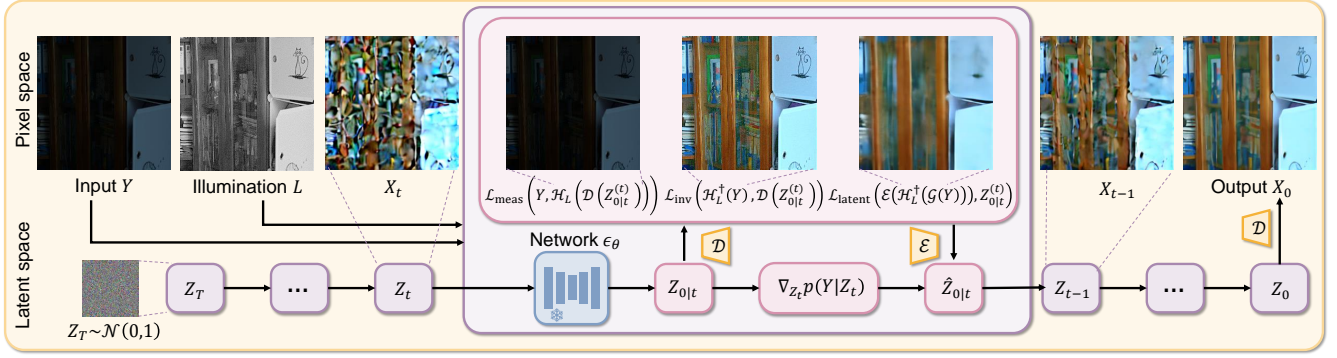 Pixel space
Input Y
Illumination L
X_t
ℒ_meas(Y, ℋ_L(𝒟(Z_{0|t}^{(t)}))) ℒ_inv(ℋ_L^†(Y), 𝒟(Z_{0|t}^{(t)})) ℒ_latent(ℰ(ℋ_L^†(𝒢(Y))), Z_{0|t}^{(t)})
X_{t−1}
Output X_0
Latent space
Network ϵ_θ
𝒟
ℰ
𝒟
Z_T
...
Z_t
Z_{0|t}
∇_{Z_t} p(Y|Z_t)
Ẑ_{0|t}
Z_{t−1}
...
Z_0
Z_T~𝒩(0,1)